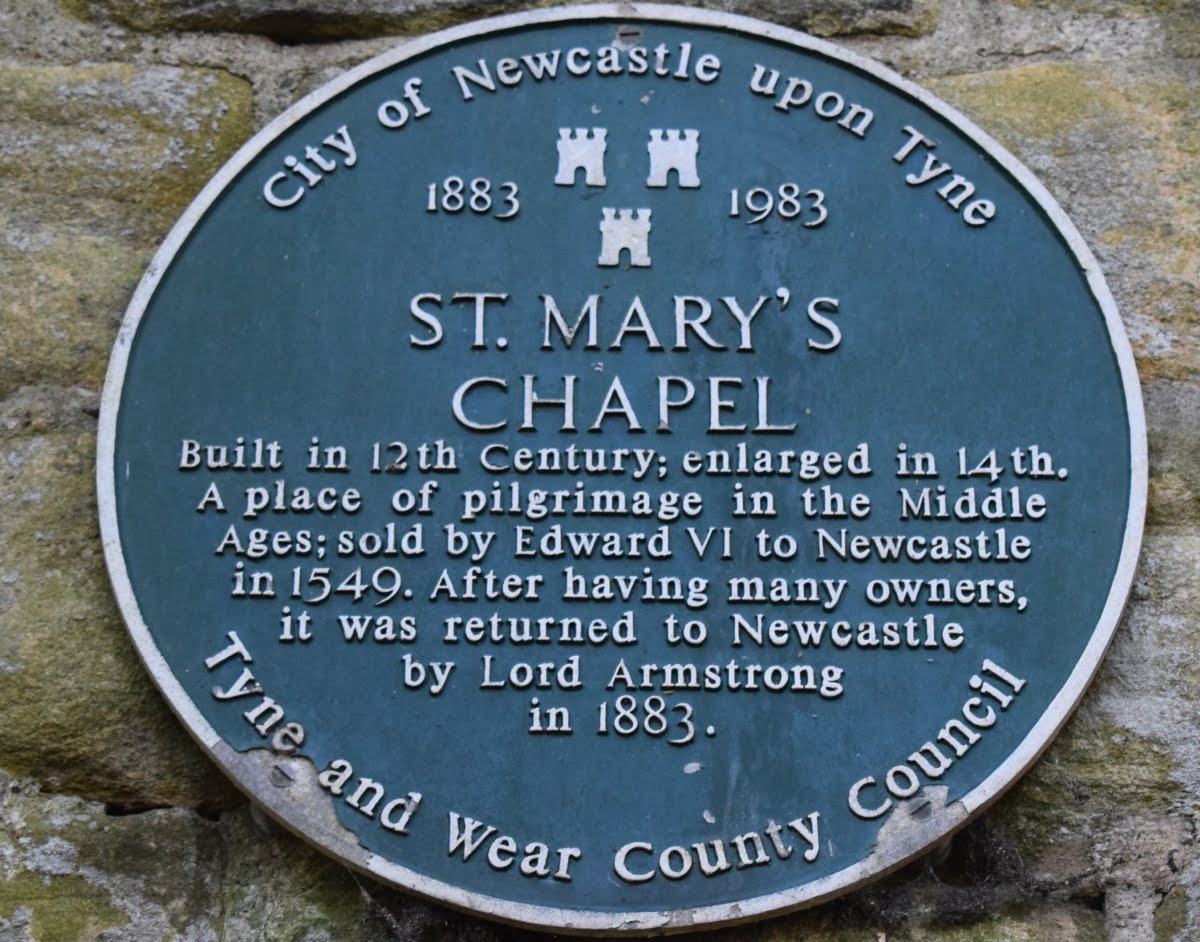 City of Newcastle upon Tyne
1883 1983
ST. MARY'S
CHAPEL
Built in 12th Century; enlarged in 14th.
A place of pilgrimage in the Middle
Ages; sold by Edward VI to Newcastle
in 1549. After having many owners,
it was returned to Newcastle
by Lord Armstrong
in 1883.
Tyne and Wear County Council